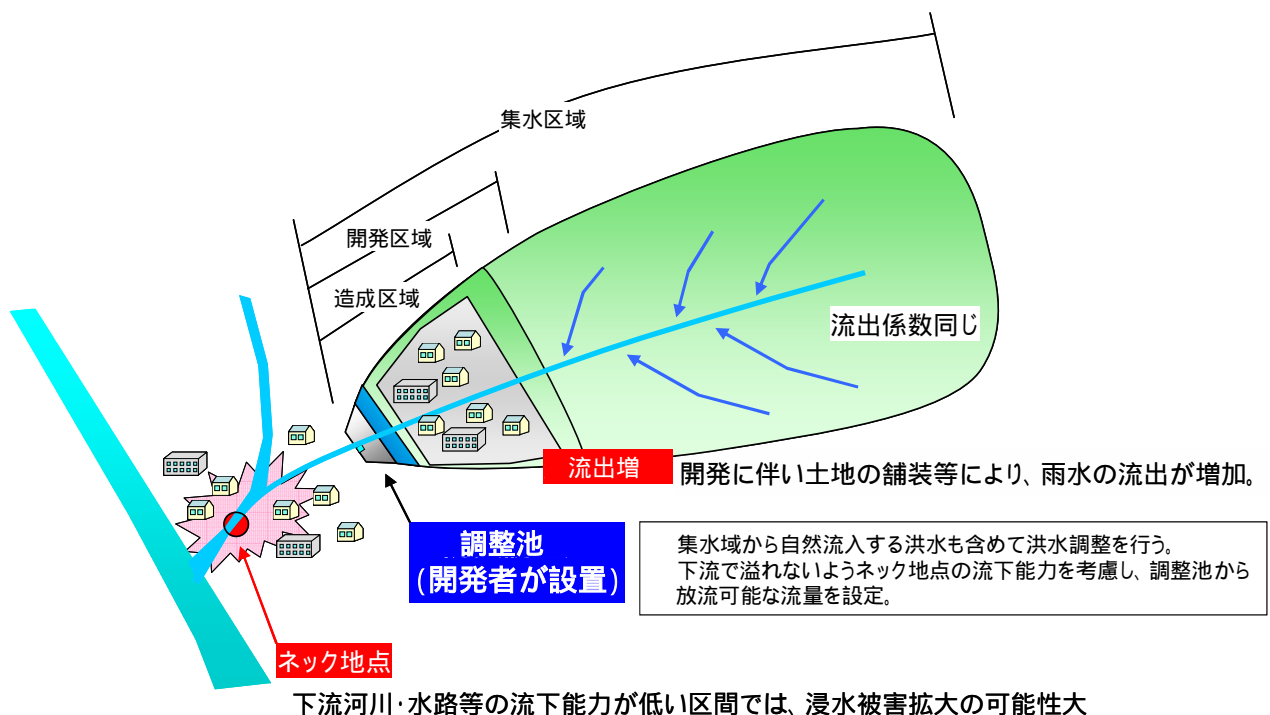 集水区域
開発区域
造成区域
流出係数同じ
流出増
開発に伴い土地の舗装等により、雨水の流出が増加。
調整池
(開発者が設置)
集水域から自然流入する洪水も含めて洪水調整を行う。
下流で溢れないようネック地点の流下能力を考慮し、調整池から
放流可能な流量を設定。
ネック地点
下流河川・水路等の流下能力が低い区間では、浸水被害拡大の可能性大